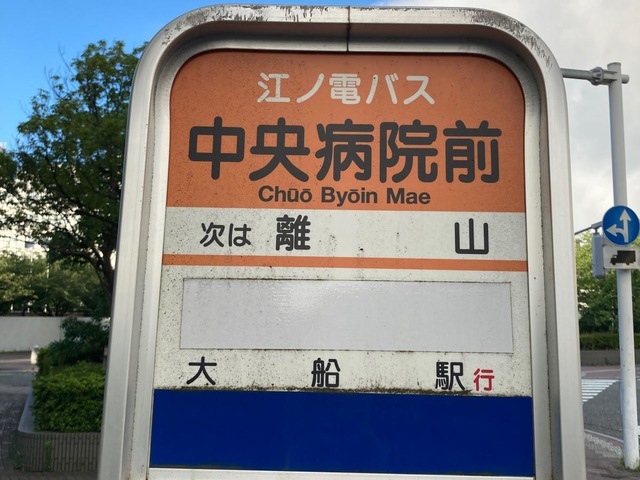 江ノ電バス
中央病院前
Chūō Byōin Mae
次は 離山
大船駅行